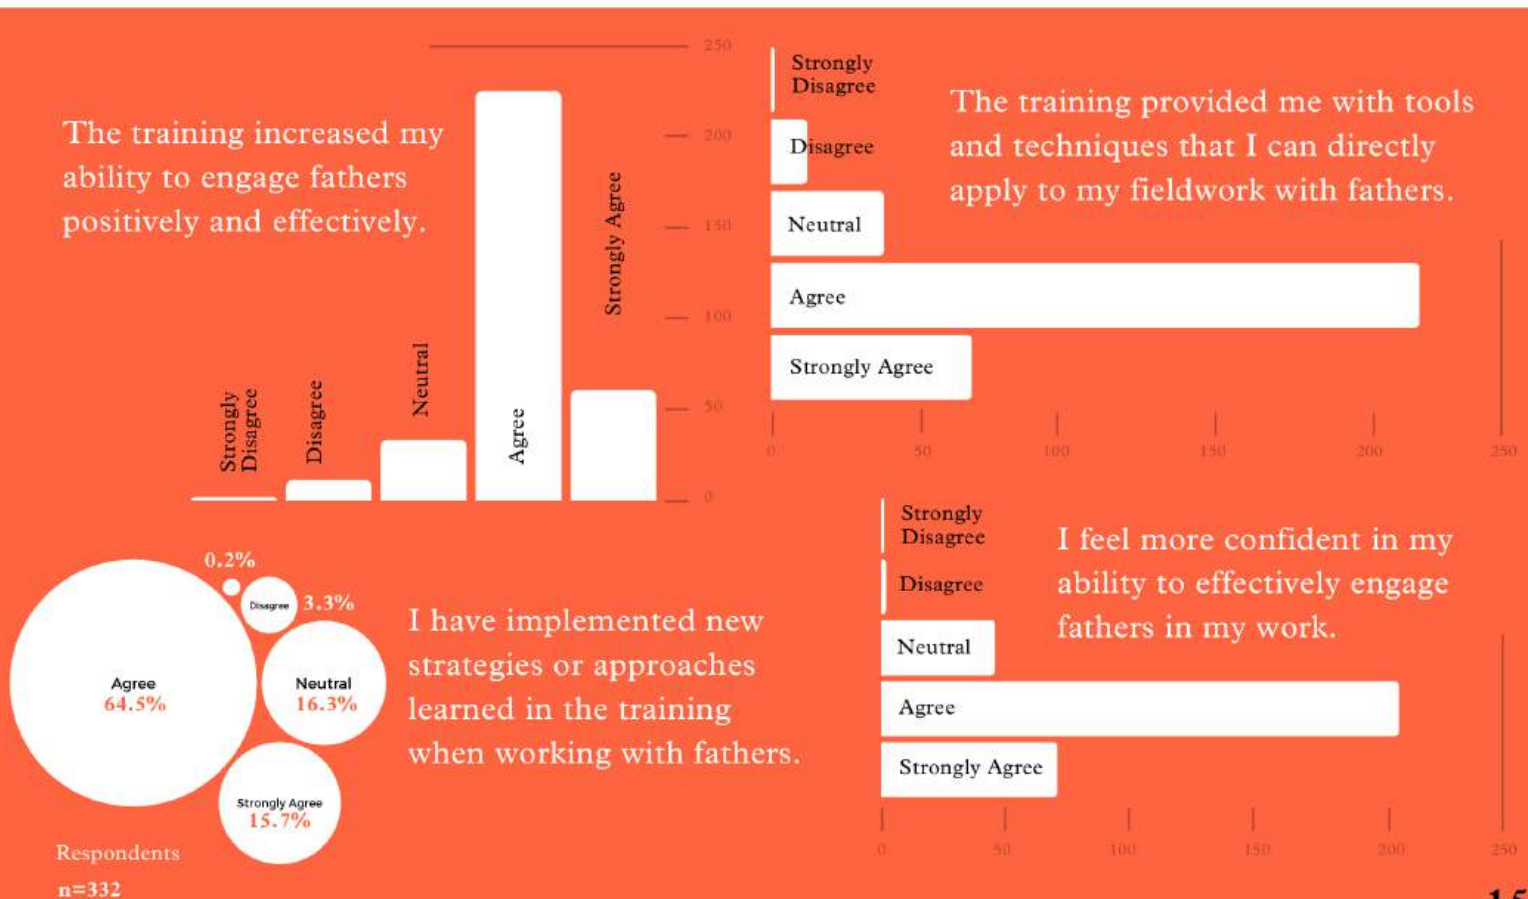 The training increased my
ability to engage fathers
positively and effectively.
250
200
150
100
50
0
Strongly
Disagree
Disagree
Neutral
Agree
Strongly Agree
Strongly
Disagree
Disagree
Neutral
Agree
Strongly Agree
0
50
100
150
200
250
The training provided me with tools
and techniques that I can directly
apply to my fieldwork with fathers.
0.2%
Disagree
3.3%
Agree
64.5%
Neutral
16.3%
Strongly Agree
15.7%
Respondents
n=332
I have implemented new
strategies or approaches
learned in the training
when working with fathers.
Strongly
Disagree
Disagree
Neutral
Agree
Strongly Agree
0
50
100
150
200
250
I feel more confident in my
ability to effectively engage
fathers in my work.